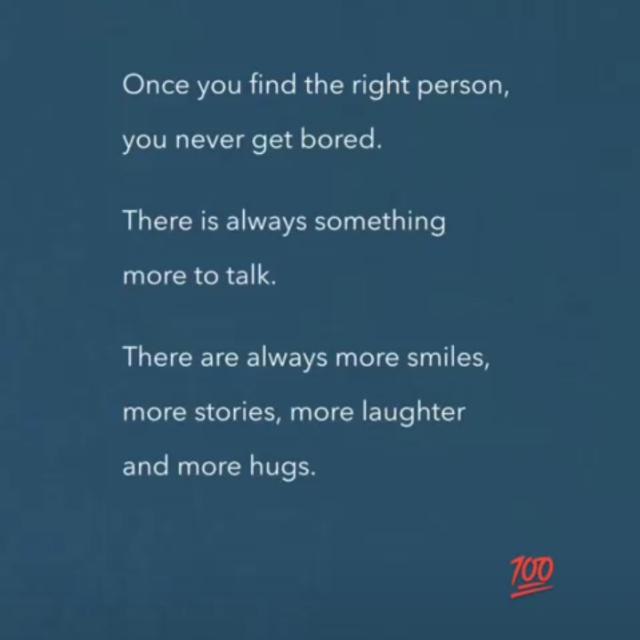 Once you find the right person,
you never get bored.
There is always something
more to talk.
There are always more smiles,
more stories, more laughter
and more hugs.
100